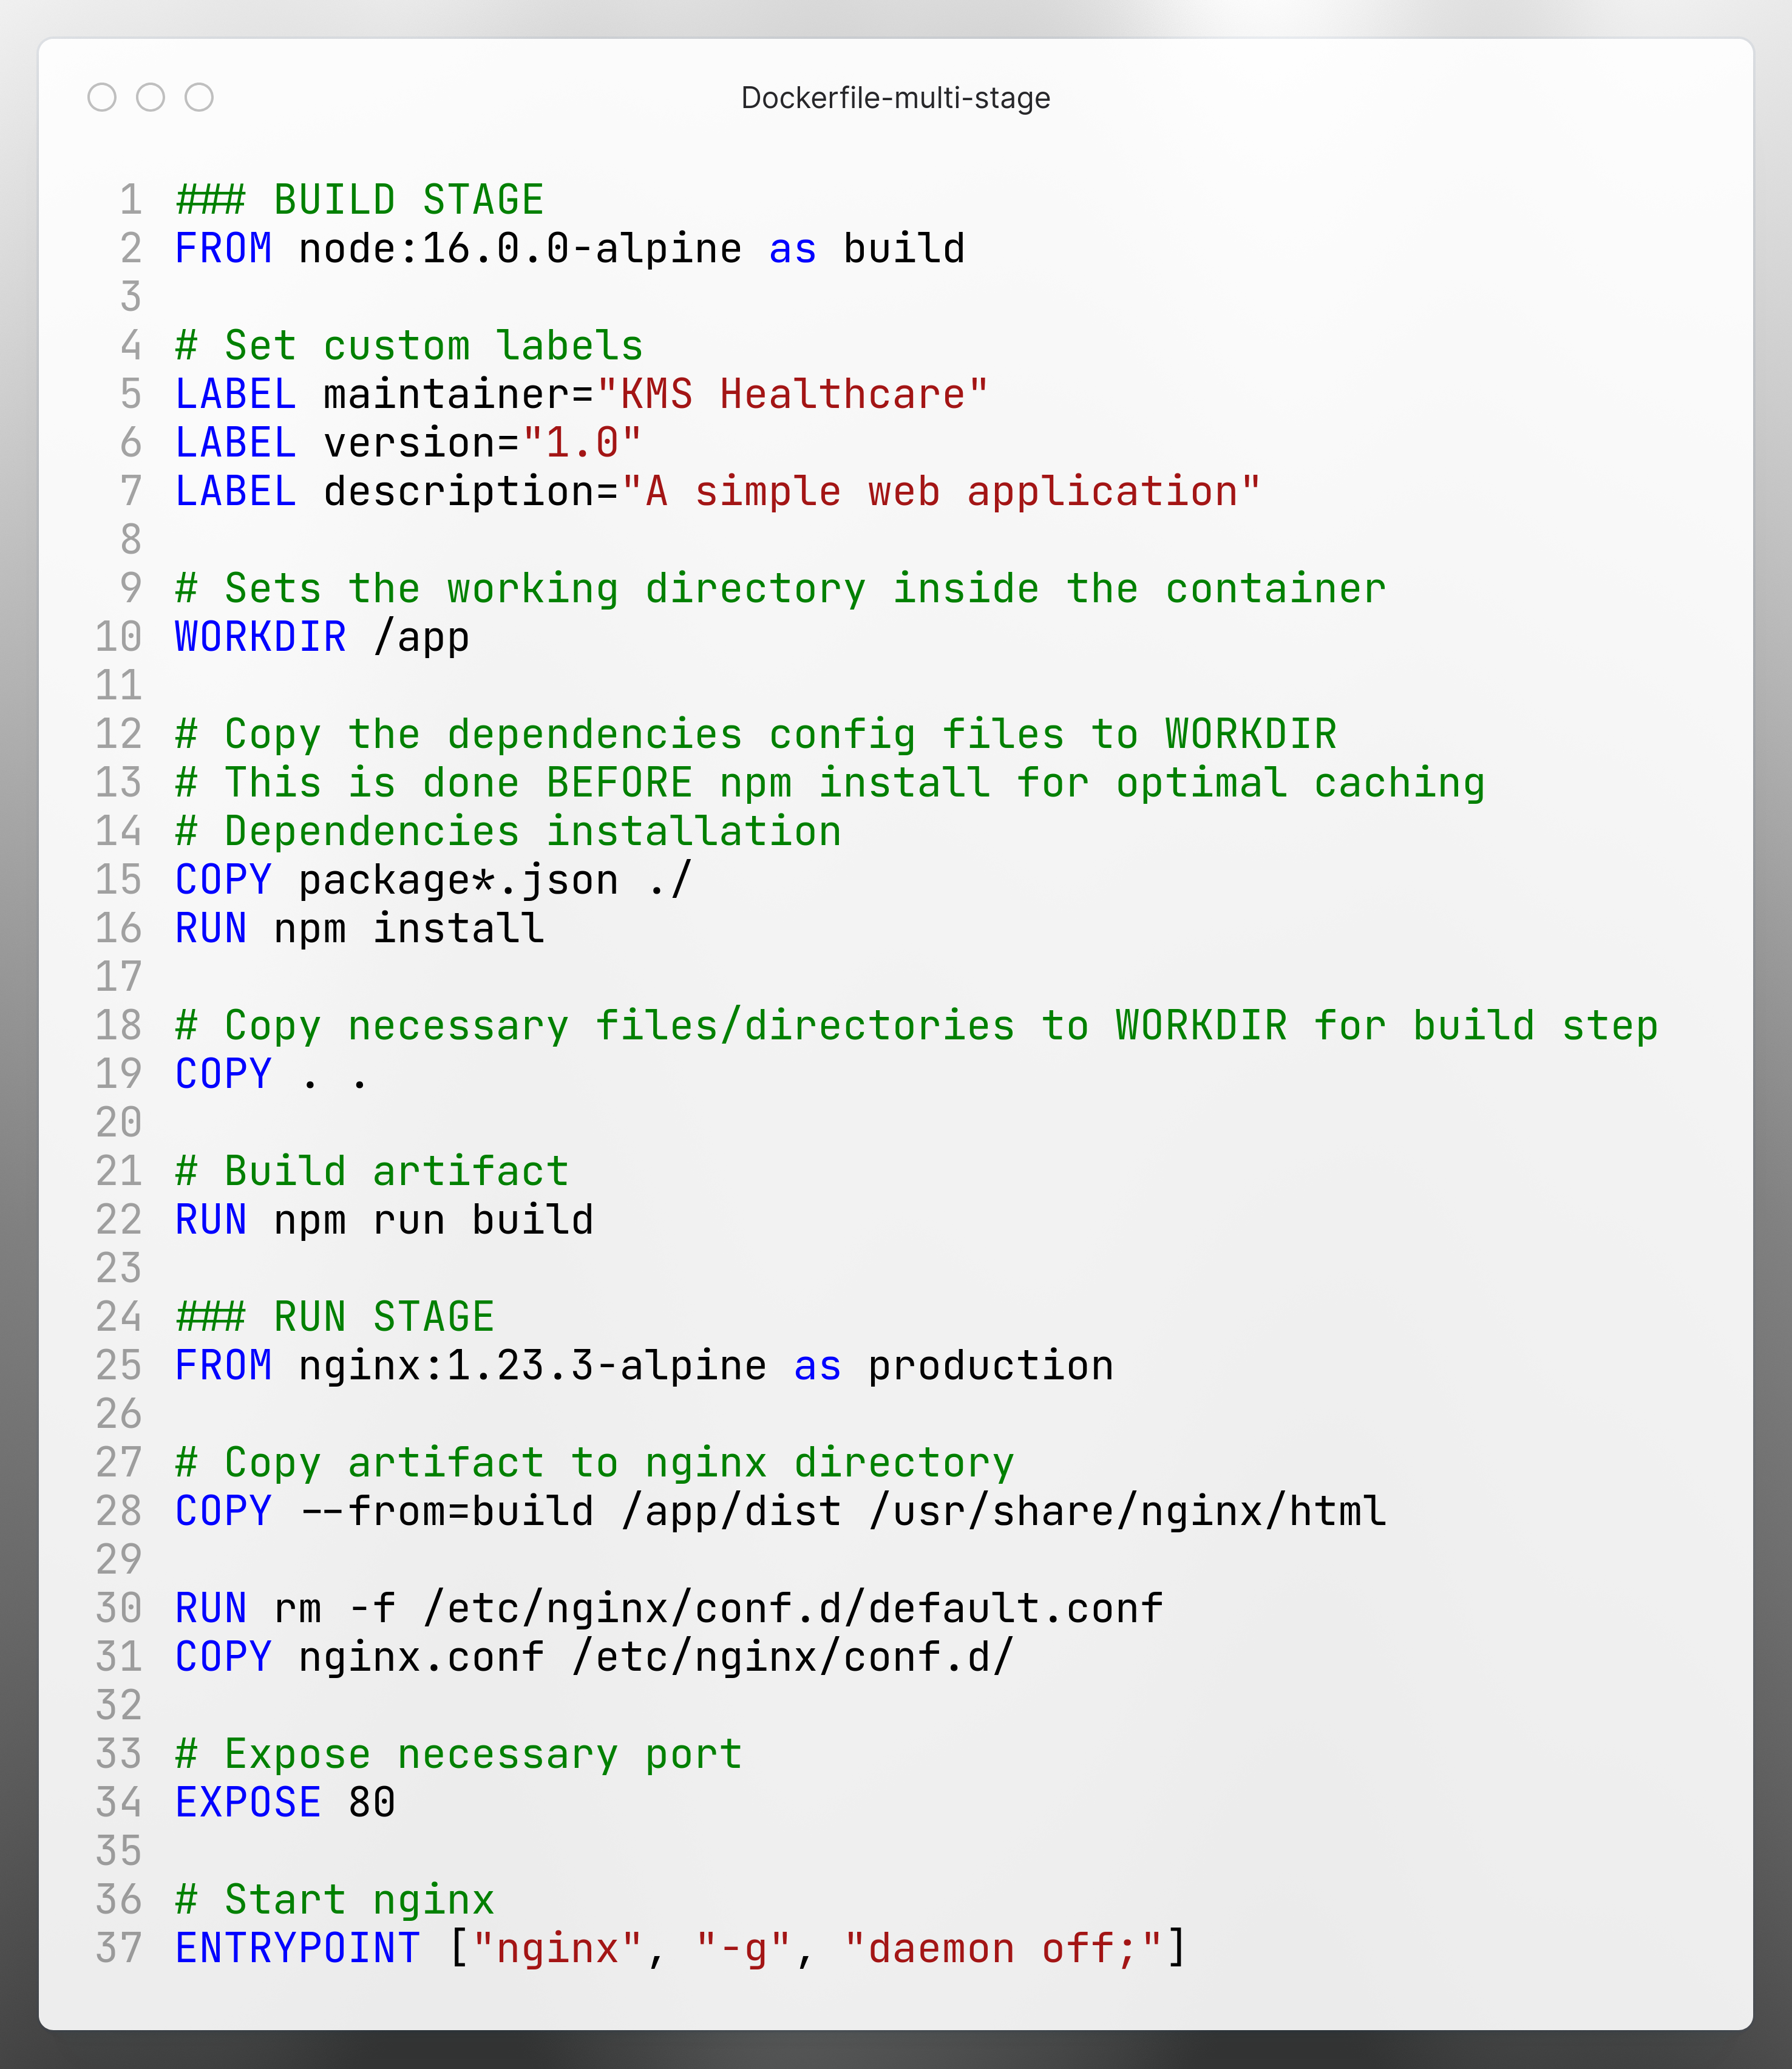 Dockerfile-multi-stage
1 ### BUILD STAGE
2 FROM node:16.0.0-alpine as build
3
4 # Set custom labels
5 LABEL maintainer="KMS Healthcare"
6 LABEL version="1.0"
7 LABEL description="A simple web application"
8
9 # Sets the working directory inside the container
10 WORKDIR /app
11
12 # Copy the dependencies config files to WORKDIR
13 # This is done BEFORE npm install for optimal caching
14 # Dependencies installation
15 COPY package*.json ./
16 RUN npm install
17
18 # Copy necessary files/directories to WORKDIR for build step
19 COPY . .
20
21 # Build artifact
22 RUN npm run build
23
24 ### RUN STAGE
25 FROM nginx:1.23.3-alpine as production
26
27 # Copy artifact to nginx directory
28 COPY --from=build /app/dist /usr/share/nginx/html
29
30 RUN rm -f /etc/nginx/conf.d/default.conf
31 COPY nginx.conf /etc/nginx/conf.d/
32
33 # Expose necessary port
34 EXPOSE 80
35
36 # Start nginx
37 ENTRYPOINT ["nginx", "-g", "daemon off;"]